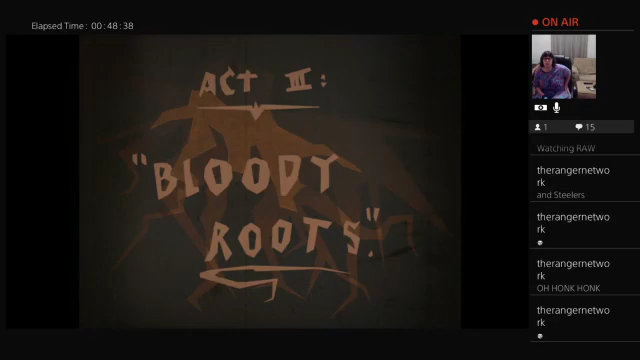 Elapsed Time : 00 : 48 : 38
ACT III:
"BLOODY
ROOTS."
ON AIR
1
15
Watching RAW
therangernetwo
rk
and Steelers
therangernetwo
rk
therangernetwo
rk
OH HONK HONK
therangernetwo
rk